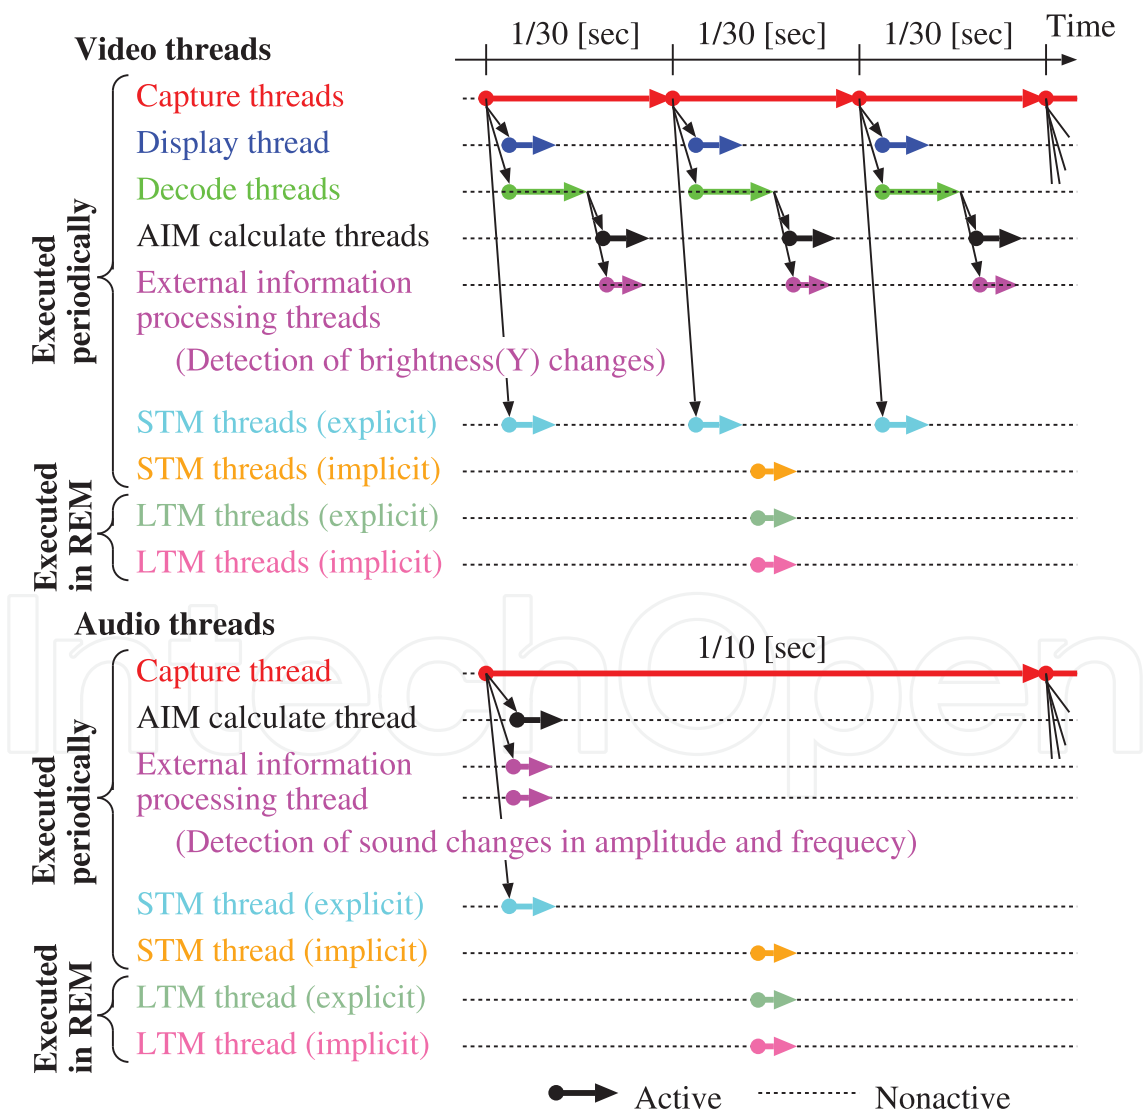 1/30 [sec] 1/30 [sec] 1/30 [sec] Time
Video threads
Capture threads
Display thread
Decode threads
AIM calculate threads
External information
processing threads
(Detection of brightness(Y) changes)
STM threads (explicit)
STM threads (implicit)
LTM threads (explicit)
LTM threads (implicit)
Executed
periodically
Executed
in REM
Audio threads
1/10 [sec]
Capture thread
AIM calculate thread
External information
processing thread
(Detection of sound changes in amplitude and frequecy)
STM thread (explicit)
STM thread (implicit)
LTM thread (explicit)
LTM thread (implicit)
Executed
periodically
Executed
in REM
Active Nonactive
IntechOpen